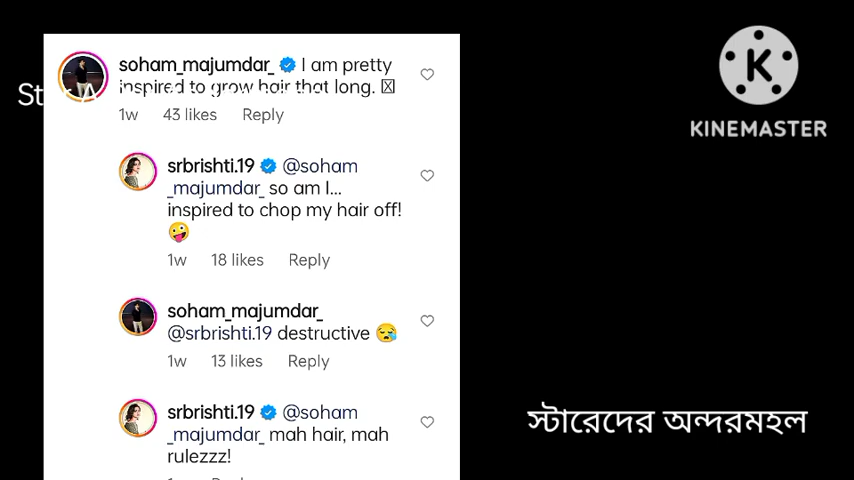 soham_majumdar_ I am pretty
inspired to grow hair that long.
1w 43 likes Reply
srbrishti.19 @soham
_majumdar_ so am I...
inspired to chop my hair off!
🤪
1w 18 likes Reply
soham_majumdar_
@srbrishti.19 destructive 😪
1w 13 likes Reply
srbrishti.19 @soham
_majumdar_ mah hair, mah
rulezzz!
K
KINEMASTER
স্টারেদের অন্দরমহল